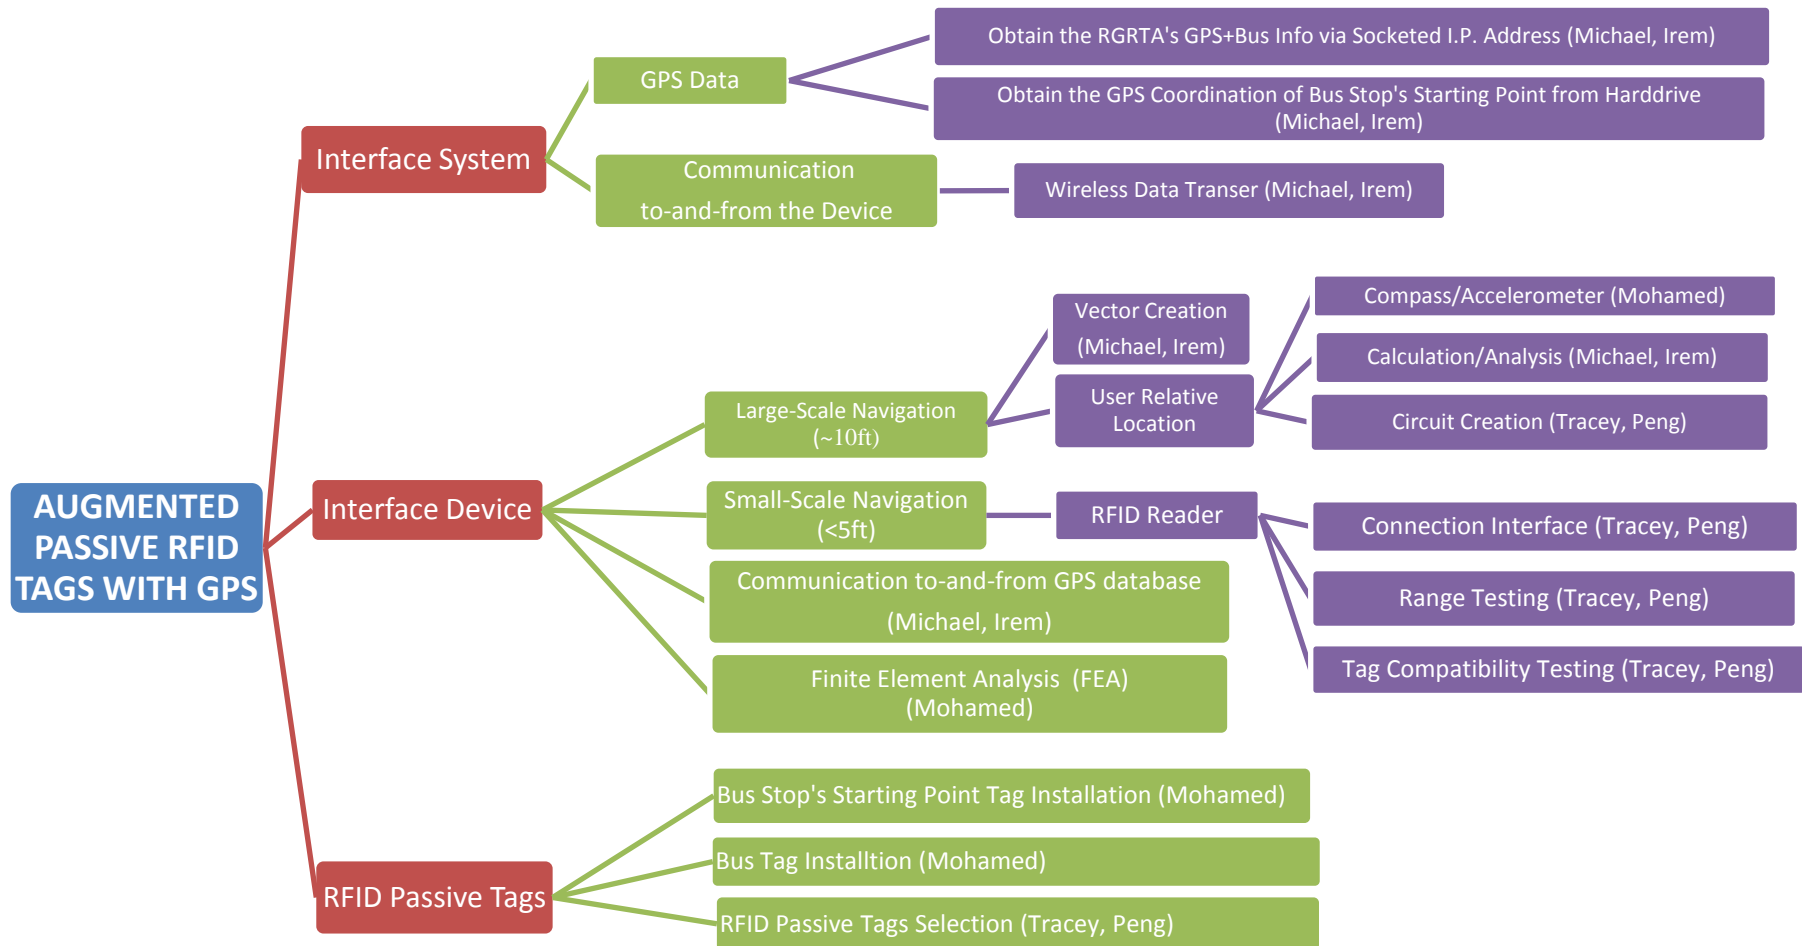 AUGMENTED
PASSIVE RFID
TAGS WITH GPS
Interface System
GPS Data
Obtain the RGRTA's GPS+Bus Info via Socketed I.P. Address (Michael, Irem)
Obtain the GPS Coordination of Bus Stop's Starting Point from Harddrive
(Michael, Irem)
Communication
to-and-from the Device
Wireless Data Transer (Michael, Irem)
Interface Device
Large-Scale Navigation
(~10ft)
Vector Creation
(Michael, Irem)
User Relative
Location
Compass/Accelerometer (Mohamed)
Calculation/Analysis (Michael, Irem)
Circuit Creation (Tracey, Peng)
Small-Scale Navigation
(<5ft)
RFID Reader
Connection Interface (Tracey, Peng)
Range Testing (Tracey, Peng)
Tag Compatibility Testing (Tracey, Peng)
Communication to-and-from GPS database
(Michael, Irem)
Finite Element Analysis  (FEA)
(Mohamed)
RFID Passive Tags
Bus Stop's Starting Point Tag Installation (Mohamed)
Bus Tag Installtion (Mohamed)
RFID Passive Tags Selection (Tracey, Peng)